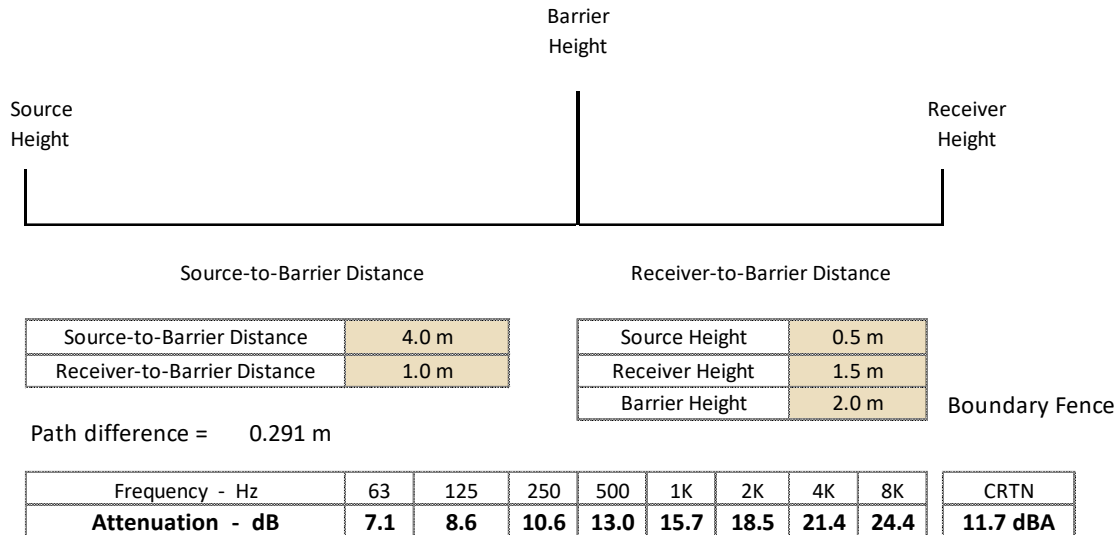 Barrier
Height
Source
Height
Receiver
Height
Source-to-Barrier Distance
Receiver-to-Barrier Distance
Source-to-Barrier Distance 4.0 m
Receiver-to-Barrier Distance 1.0 m
Source Height 0.5 m
Receiver Height 1.5 m
Barrier Height 2.0 m
Boundary Fence
Path difference = 0.291 m
Frequency - Hz 63 125 250 500 1K 2K 4K 8K CRTN
Attenuation - dB 7.1 8.6 10.6 13.0 15.7 18.5 21.4 24.4 11.7 dBA